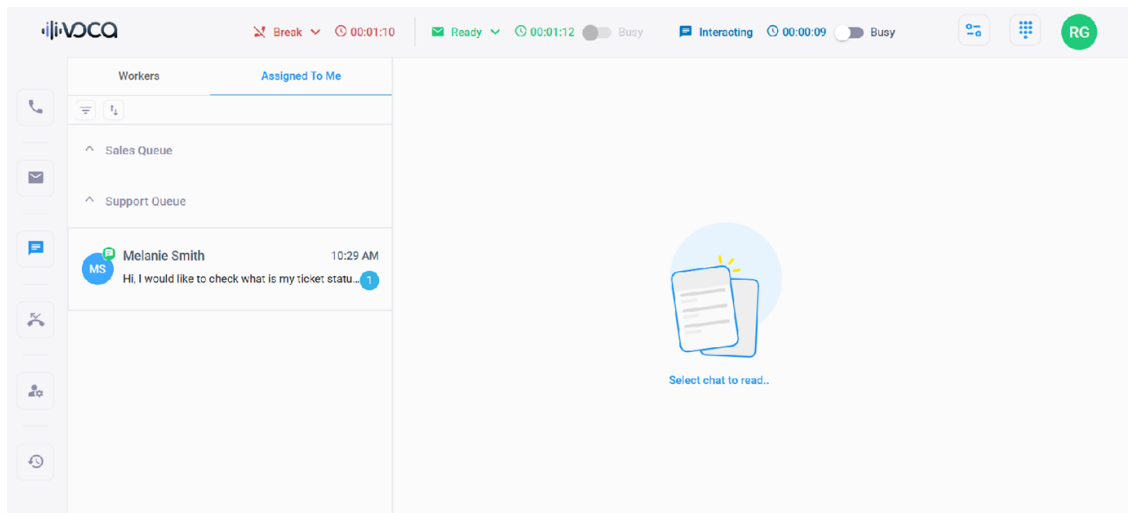 VOCA
Break 00:01:10
Ready 00:01:12 Busy
Interacting 00:00:09 Busy
RG
Workers
Assigned To Me
Sales Queue
Support Queue
MS
Melanie Smith 10:29 AM
Hi, I would like to check what is my ticket statu... 1
Select chat to read..